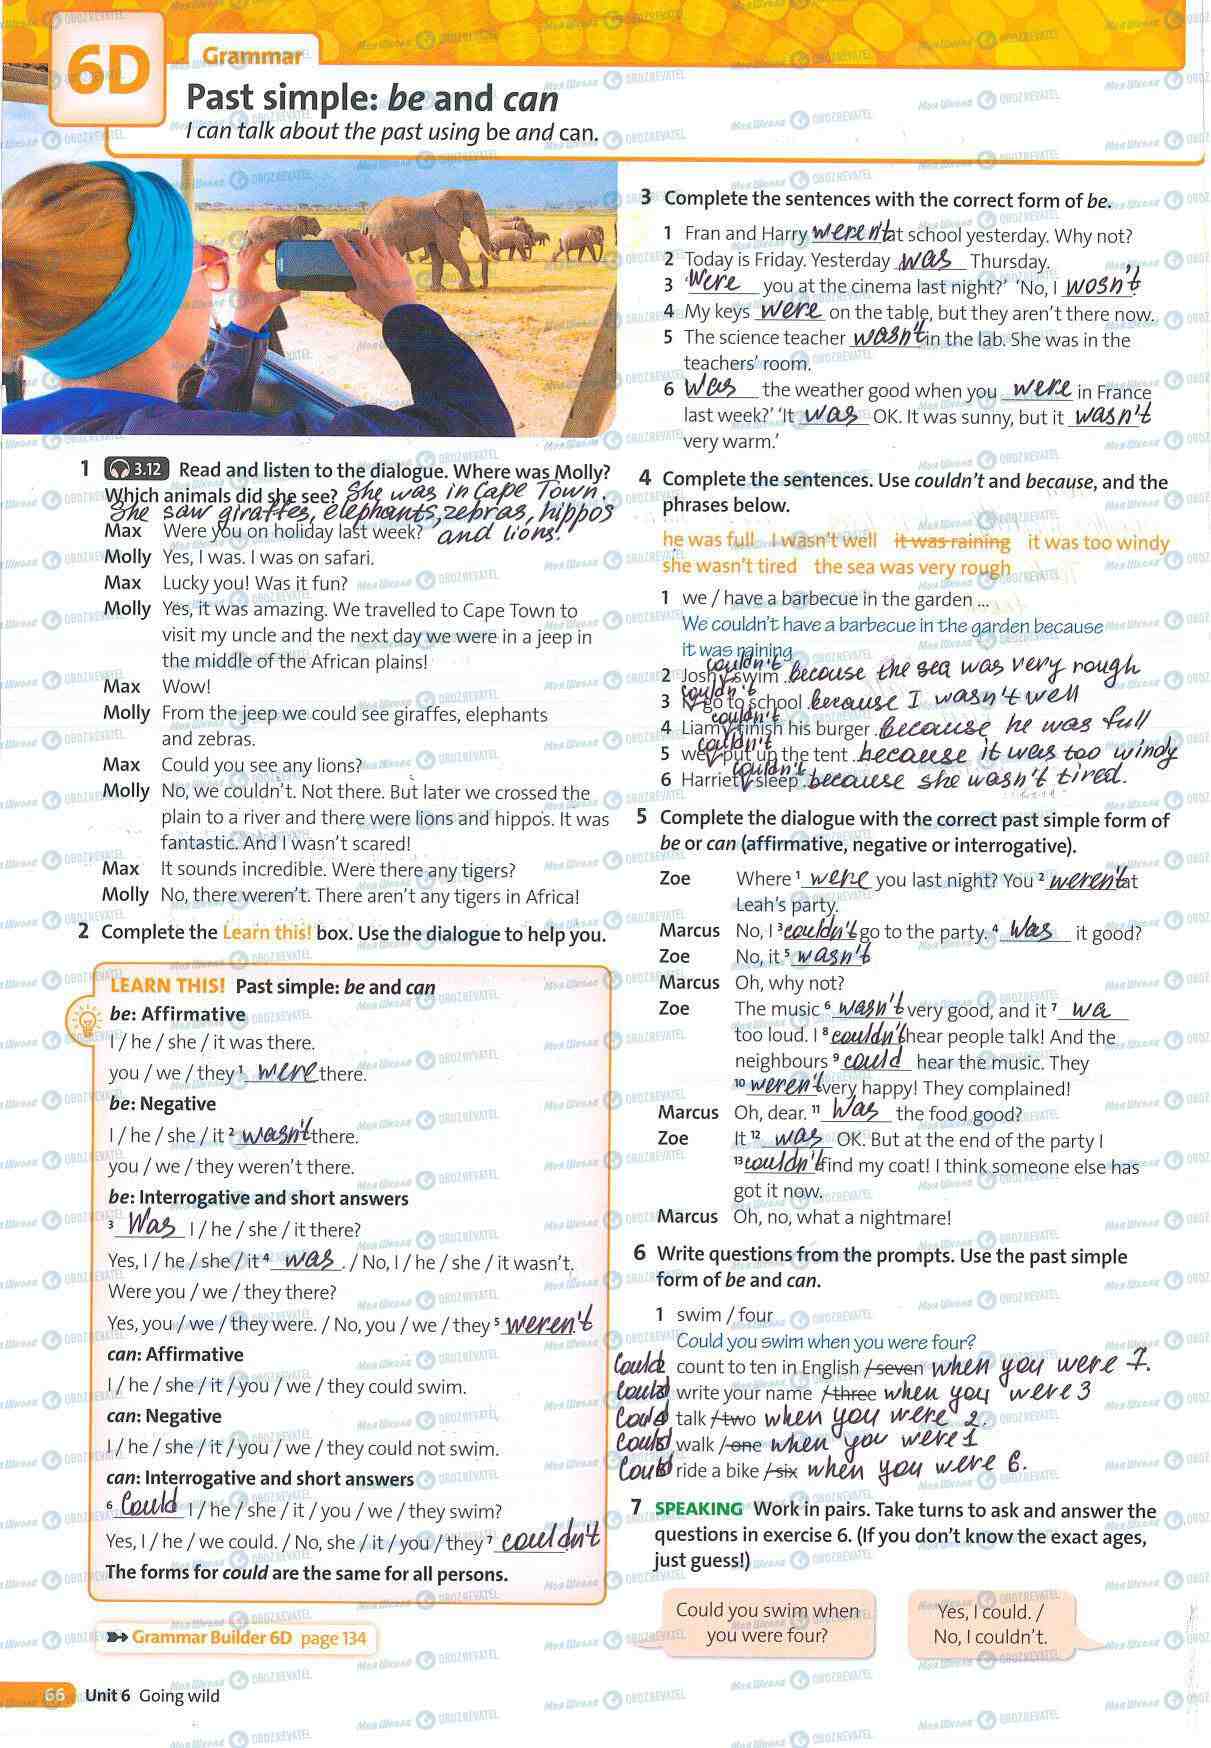 6D
Grammar
Past simple: be and can
I can talk about the past using be and can.
1 3.12 Read and listen to the dialogue. Where was Molly?
Which animals did she see? She was in Cape Town.
She saw giraffes, elephants, zebras, hippos
Max Were you on holiday last week? and lions.
Molly Yes, I was. I was on safari.
Max Lucky you! Was it fun?
Molly Yes, it was amazing. We travelled to Cape Town to
visit my uncle and the next day we were in a jeep in
the middle of the African plains!
Max Wow!
Molly From the jeep we could see giraffes, elephants
and zebras.
Max Could you see any lions?
Molly No, we couldn't. Not there. But later we crossed the
plain to a river and there were lions and hippos. It was
fantastic. And I wasn't scared!
Max It sounds incredible. Were there any tigers?
Molly No, there weren't. There aren't any tigers in Africa!
2 Complete the Learn this! box. Use the dialogue to help you.
LEARN THIS! Past simple: be and can
be: Affirmative
I / he / she / it was there.
you / we / they 1 were there.
be: Negative
I / he / she / it 2 wasn't there.
you / we / they weren't there.
be: Interrogative and short answers
3 Was I / he / she / it there?
Yes, I / he / she / it 4 was. / No, I / he / she / it wasn't.
Were you / we / they there?
Yes, you / we / they were. / No, you / we / they 5 weren't
can: Affirmative
I / he / she / it / you / we / they could swim.
can: Negative
I / he / she / it / you / we / they could not swim.
can: Interrogative and short answers
6 Could I / he / she / it / you / we / they swim?
Yes, I / he / we could. / No, she / it / you / they 7 couldn't
The forms for could are the same for all persons.
Grammar Builder 6D page 134
66 Unit 6 Going wild
3 Complete the sentences with the correct form of be.
1 Fran and Harry weren't at school yesterday. Why not?
2 Today is Friday. Yesterday was Thursday.
3 'Were you at the cinema last night?' 'No, I wosn't.'
4 My keys were on the table, but they aren't there now.
5 The science teacher wasn't in the lab. She was in the
teachers' room.
6 Was the weather good when you were in France
last week?' 'It was OK. It was sunny, but it wasn't
very warm.'
4 Complete the sentences. Use couldn't and because, and the
phrases below.
he was full I wasn't well it was raining it was too windy
she wasn't tired the sea was very rough
1 we / have a barbecue in the garden ...
We couldn't have a barbecue in the garden because
it was raining
2 Josh couldn't swim because the sea was very rough
3 I couldn't go to school because I wasn't well
4 Liam couldn't finish his burger because he was full
5 we couldn't put up the tent because it was too windy
6 Harriet couldn't sleep because she wasn't tired.
5 Complete the dialogue with the correct past simple form of
be or can (affirmative, negative or interrogative).
Zoe Where 1 were you last night? You 2 weren't at
Leah's party.
Marcus No, I 3 couldn't go to the party. 4 Was it good?
Zoe No, it 5 wasn't
Marcus Oh, why not?
Zoe The music 6 wasn't very good, and it 7 wa
too loud. I 8 couldn't hear people talk! And the
neighbours 9 could hear the music. They
10 weren't very happy! They complained!
Marcus Oh, dear. 11 Was the food good?
Zoe It 12 was OK. But at the end of the party I
13 couldn't find my coat! I think someone else has
got it now.
Marcus Oh, no, what a nightmare!
6 Write questions from the prompts. Use the past simple
form of be and can.
1 swim / four
Could you swim when you were four?
Could 2 count to ten in English / seven when you were 7.
Could 3 write your name / three when you were 3
Could 4 talk / two when you were 2.
Could 5 walk / one when you were 1
Could 6 ride a bike / six when you were 6.
7 SPEAKING Work in pairs. Take turns to ask and answer the
questions in exercise 6. (If you don't know the exact ages,
just guess!)
Could you swim when
you were four?
Yes, I could. /
No, I couldn't.